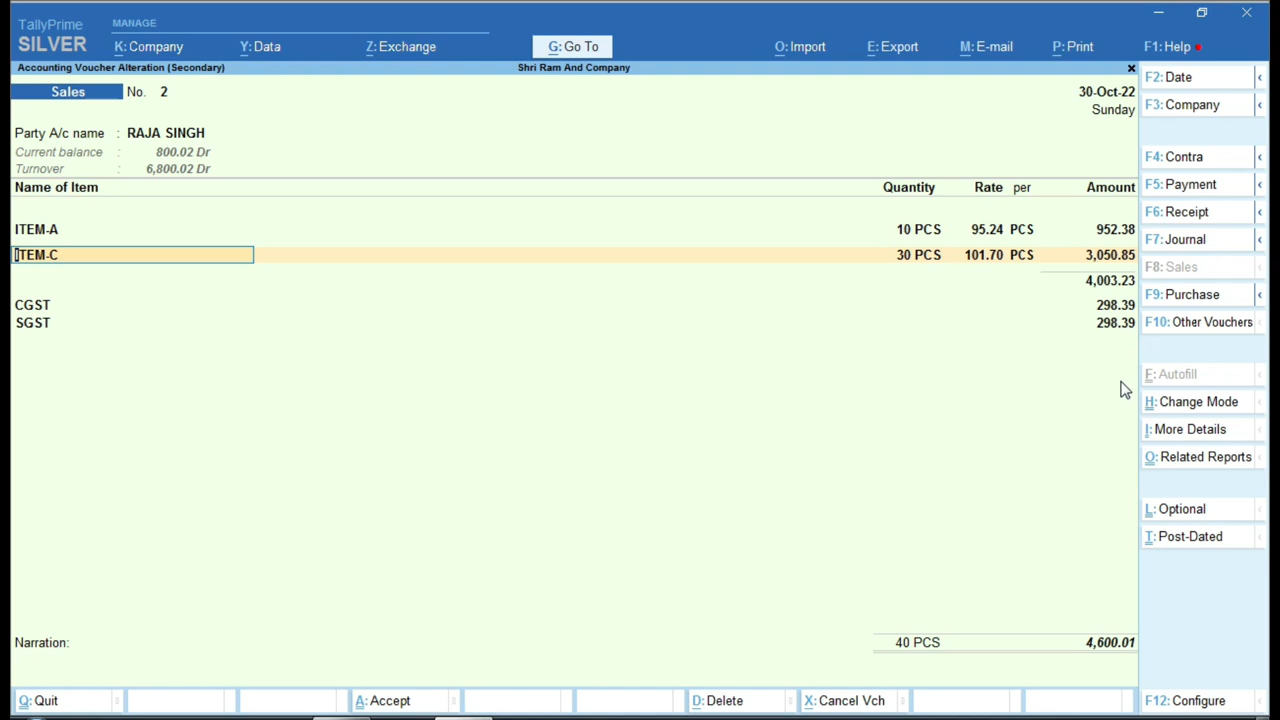 TallyPrime
SILVER
MANAGE
K: Company
Y: Data
Z: Exchange
G: Go To
O: Import
E: Export
M: E-mail
P: Print
F1: Help
Accounting Voucher Alteration (Secondary)
Shri Ram And Company
Sales No. 2
30-Oct-22
Sunday
Party A/c name : RAJA SINGH
Current balance : 800.02 Dr
Turnover : 6,800.02 Dr
Name of Item Quantity Rate per Amount
ITEM-A 10 PCS 95.24 PCS 952.38
ITEM-C 30 PCS 101.70 PCS 3,050.85
4,003.23
CGST 298.39
SGST 298.39
Narration: 40 PCS 4,600.01
F2: Date
F3: Company
F4: Contra
F5: Payment
F6: Receipt
F7: Journal
F8: Sales
F9: Purchase
F10: Other Vouchers
F: Autofill
H: Change Mode
I: More Details
O: Related Reports
L: Optional
T: Post-Dated
Q: Quit
A: Accept
D: Delete
X: Cancel Vch
F12: Configure